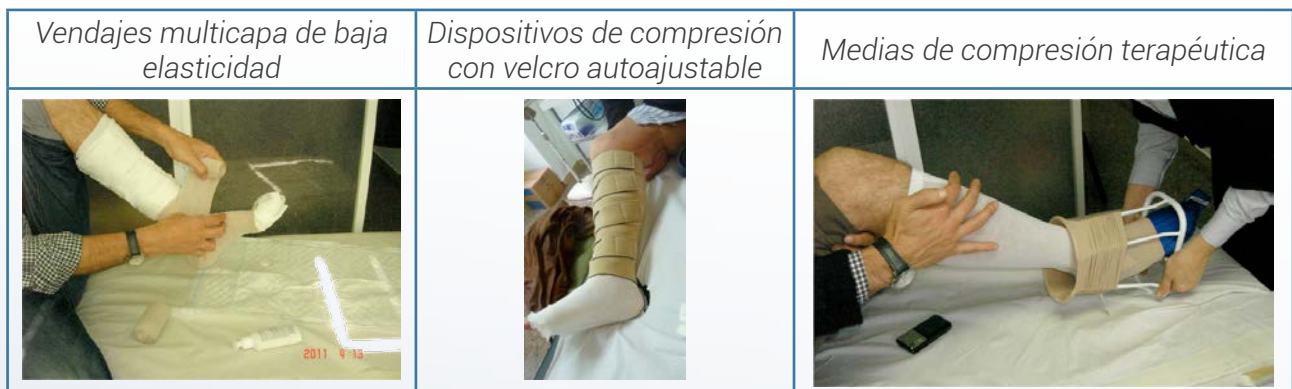 Vendajes multicapa de baja
elasticidad
Dispositivos de compresión
con velcro autoajustable
Medias de compresión terapéutica
2011 4 13